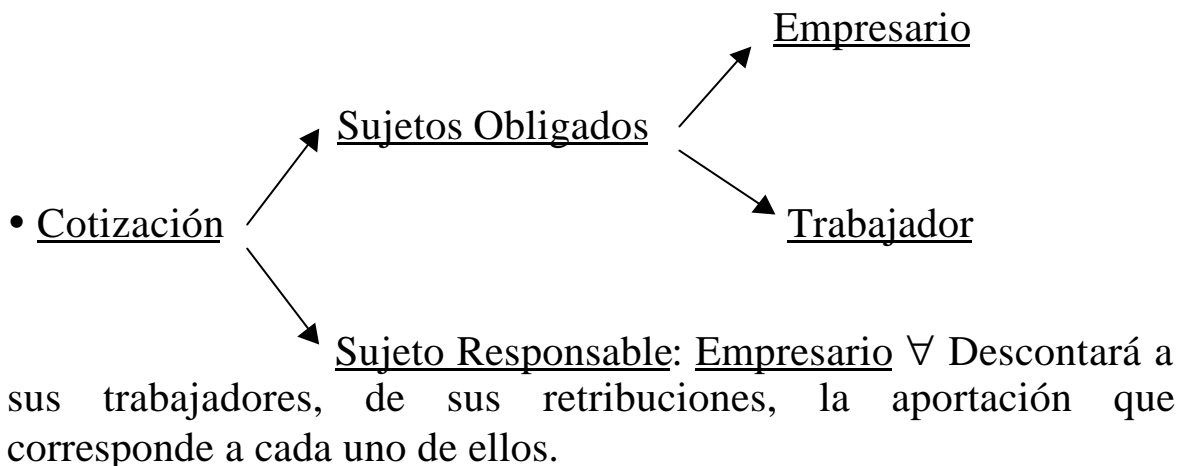 Empresario
Sujetos Obligados
• Cotización
Trabajador
Sujeto Responsable: Empresario ∀ Descontará a
sus trabajadores, de sus retribuciones, la aportación que
corresponde a cada uno de ellos.